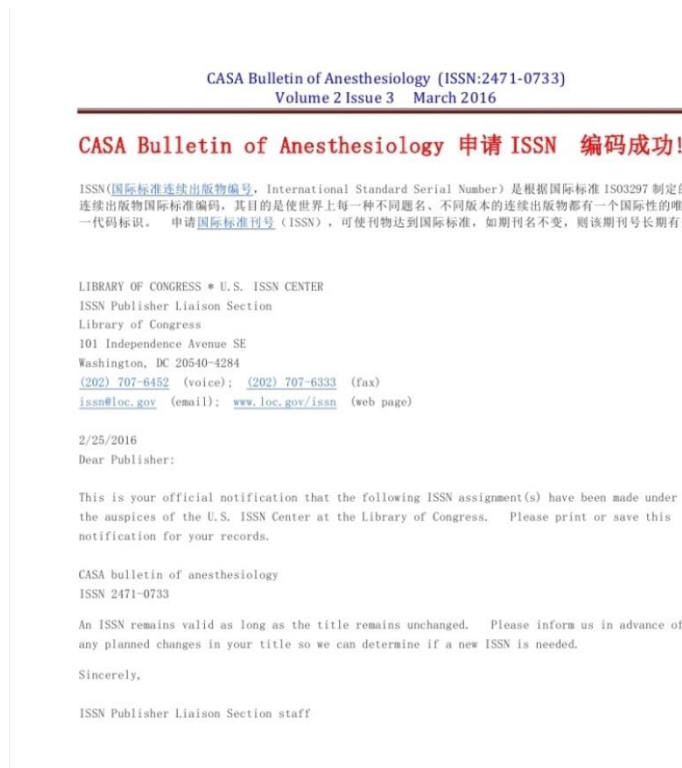 CASA Bulletin of Anesthesiology (ISSN:2471-0733)
Volume 2 Issue 3 March 2016
CASA Bulletin of Anesthesiology 申请 ISSN 编码成功!
ISSN(国际标准连续出版物编号, International Standard Serial Number) 是根据国际标准 ISO3297 制定的
连续出版物国际标准编码, 其目的是使世界上每一种不同题名、不同版本的连续出版物都有一个国际性的唯
一代码标识。 申请国际标准刊号 (ISSN), 可使刊物达到国际标准, 如期刊名不变, 则该期刊号长期有
LIBRARY OF CONGRESS * U.S. ISSN CENTER
ISSN Publisher Liaison Section
Library of Congress
101 Independence Avenue SE
Washington, DC 20540-4284
(202) 707-6452 (voice); (202) 707-6333 (fax)
issn@loc.gov (email); www.loc.gov/issn (web page)
2/25/2016
Dear Publisher:
This is your official notification that the following ISSN assignment(s) have been made under
the auspices of the U.S. ISSN Center at the Library of Congress. Please print or save this
notification for your records.
CASA bulletin of anesthesiology
ISSN 2471-0733
An ISSN remains valid as long as the title remains unchanged. Please inform us in advance of
any planned changes in your title so we can determine if a new ISSN is needed.
Sincerely,
ISSN Publisher Liaison Section staff